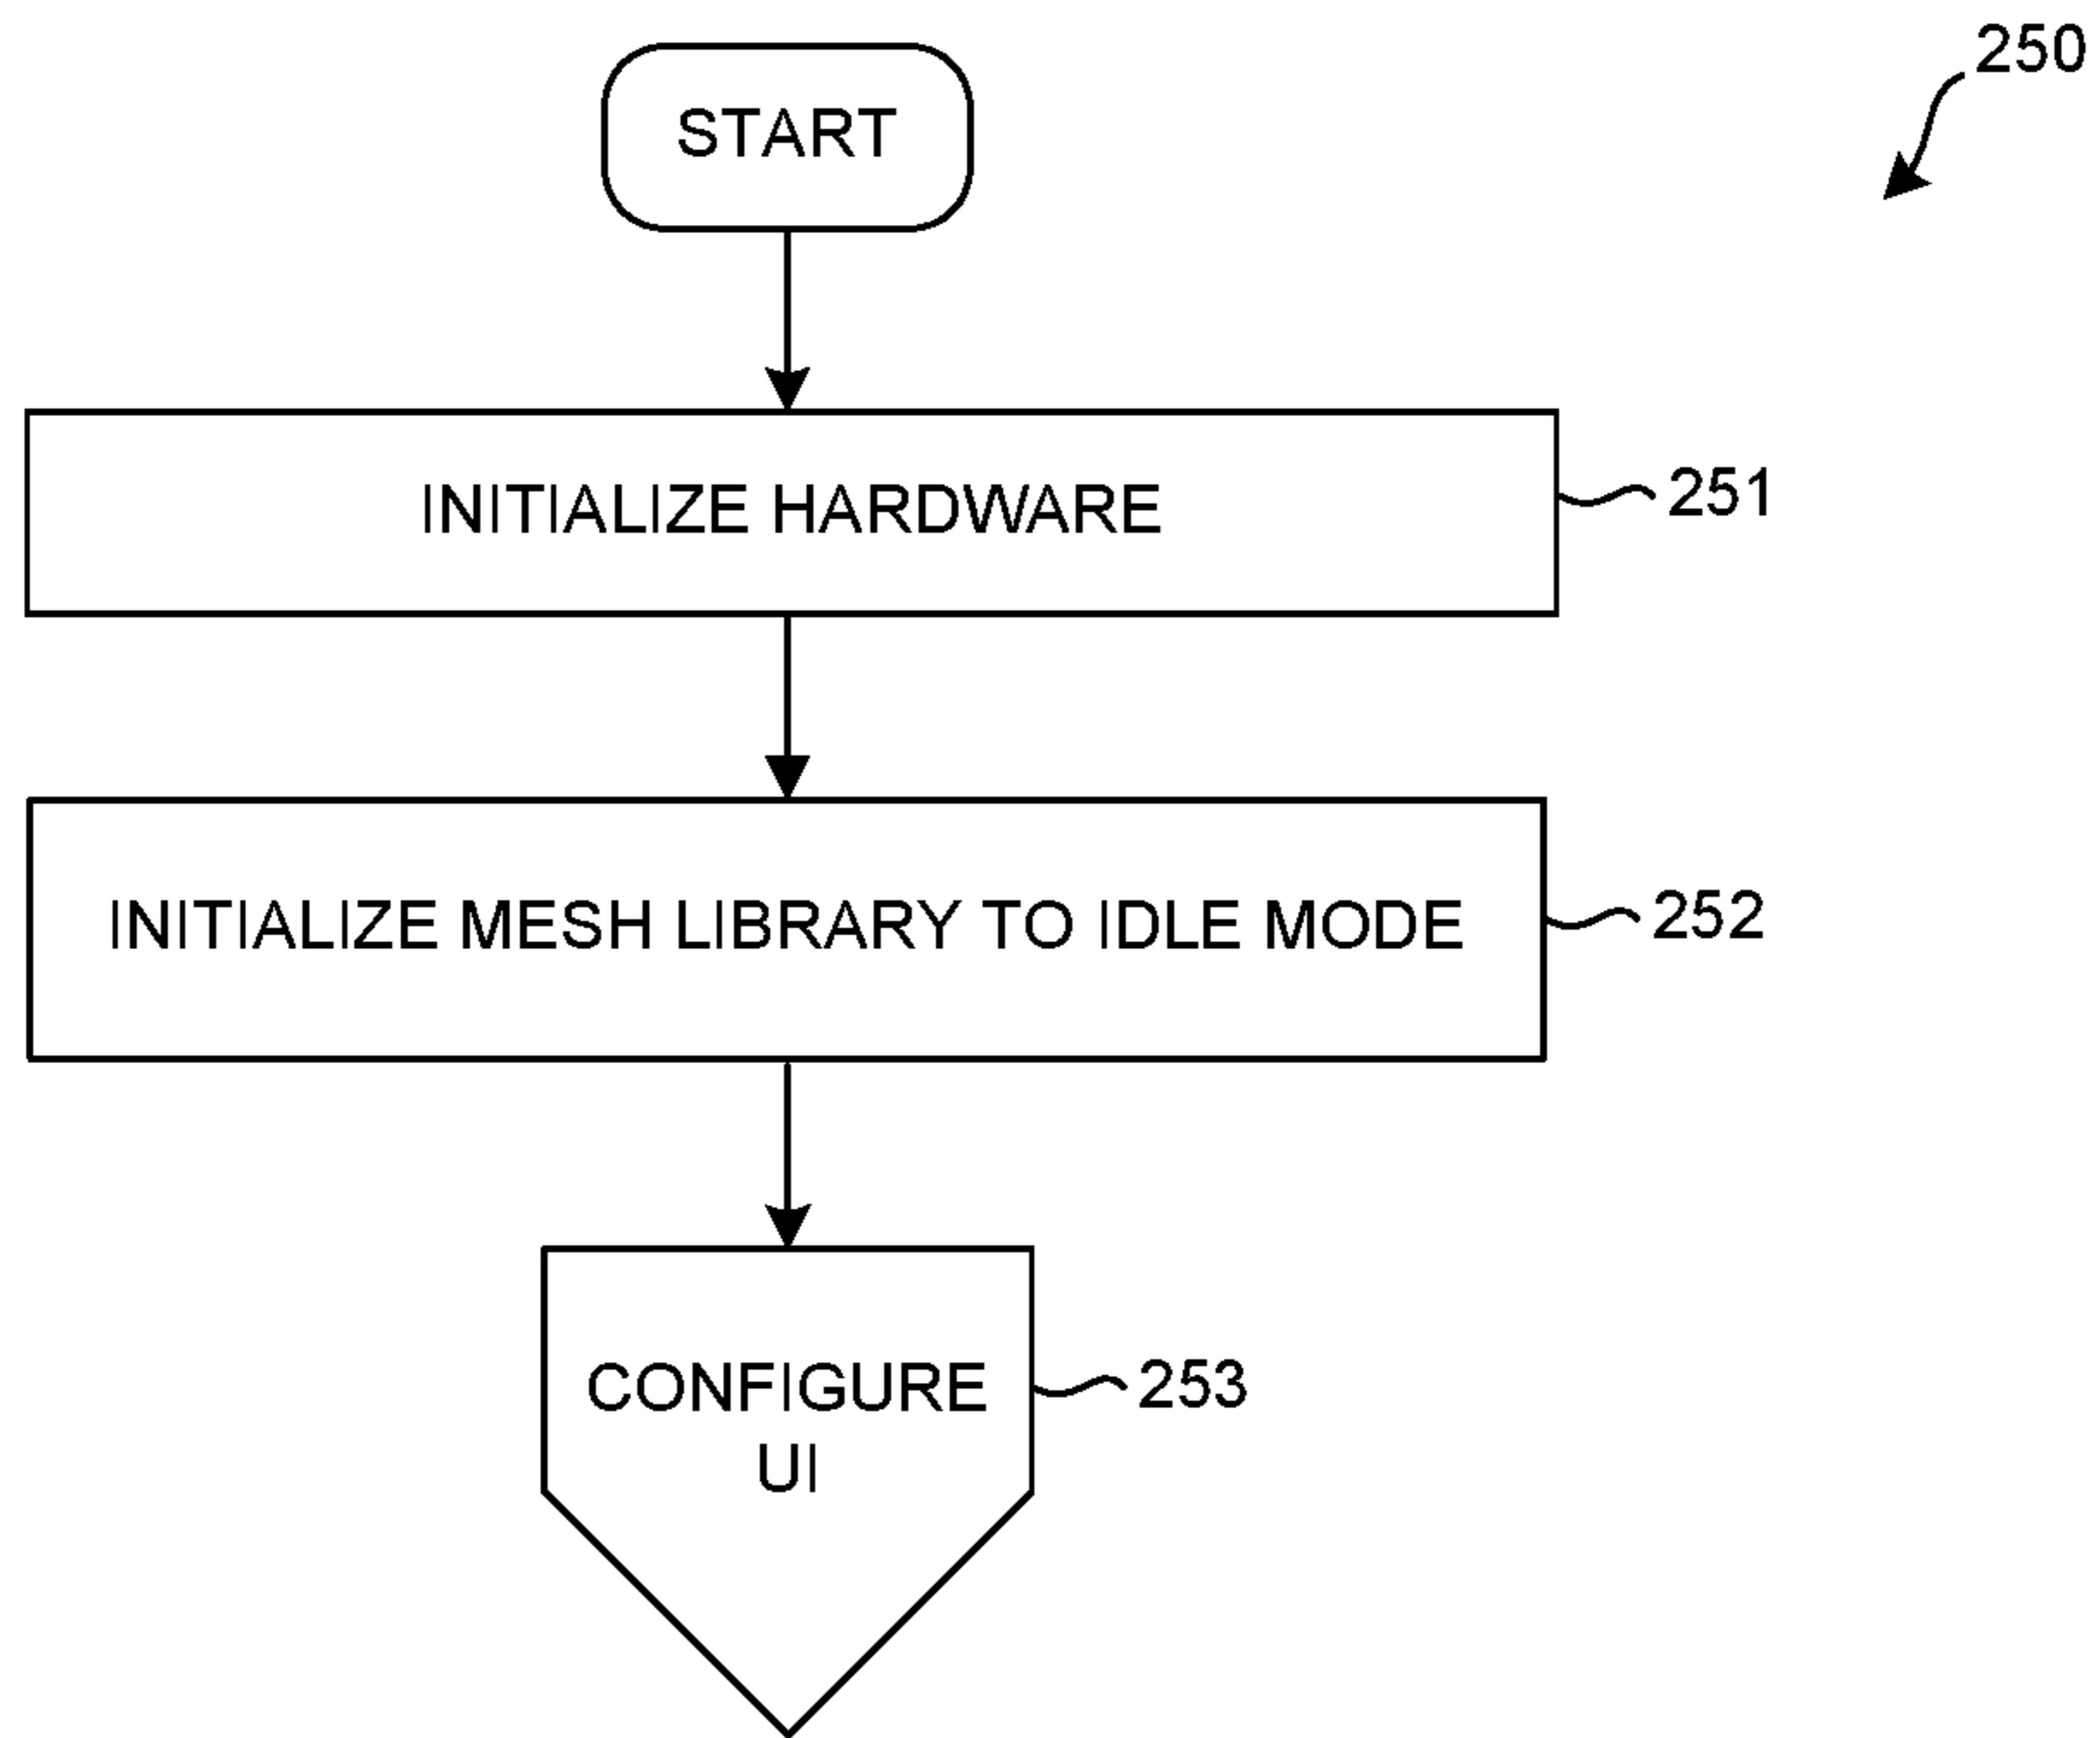 250
START
INITIALIZE HARDWARE
251
INITIALIZE MESH LIBRARY TO IDLE MODE
252
CONFIGURE
UI
253